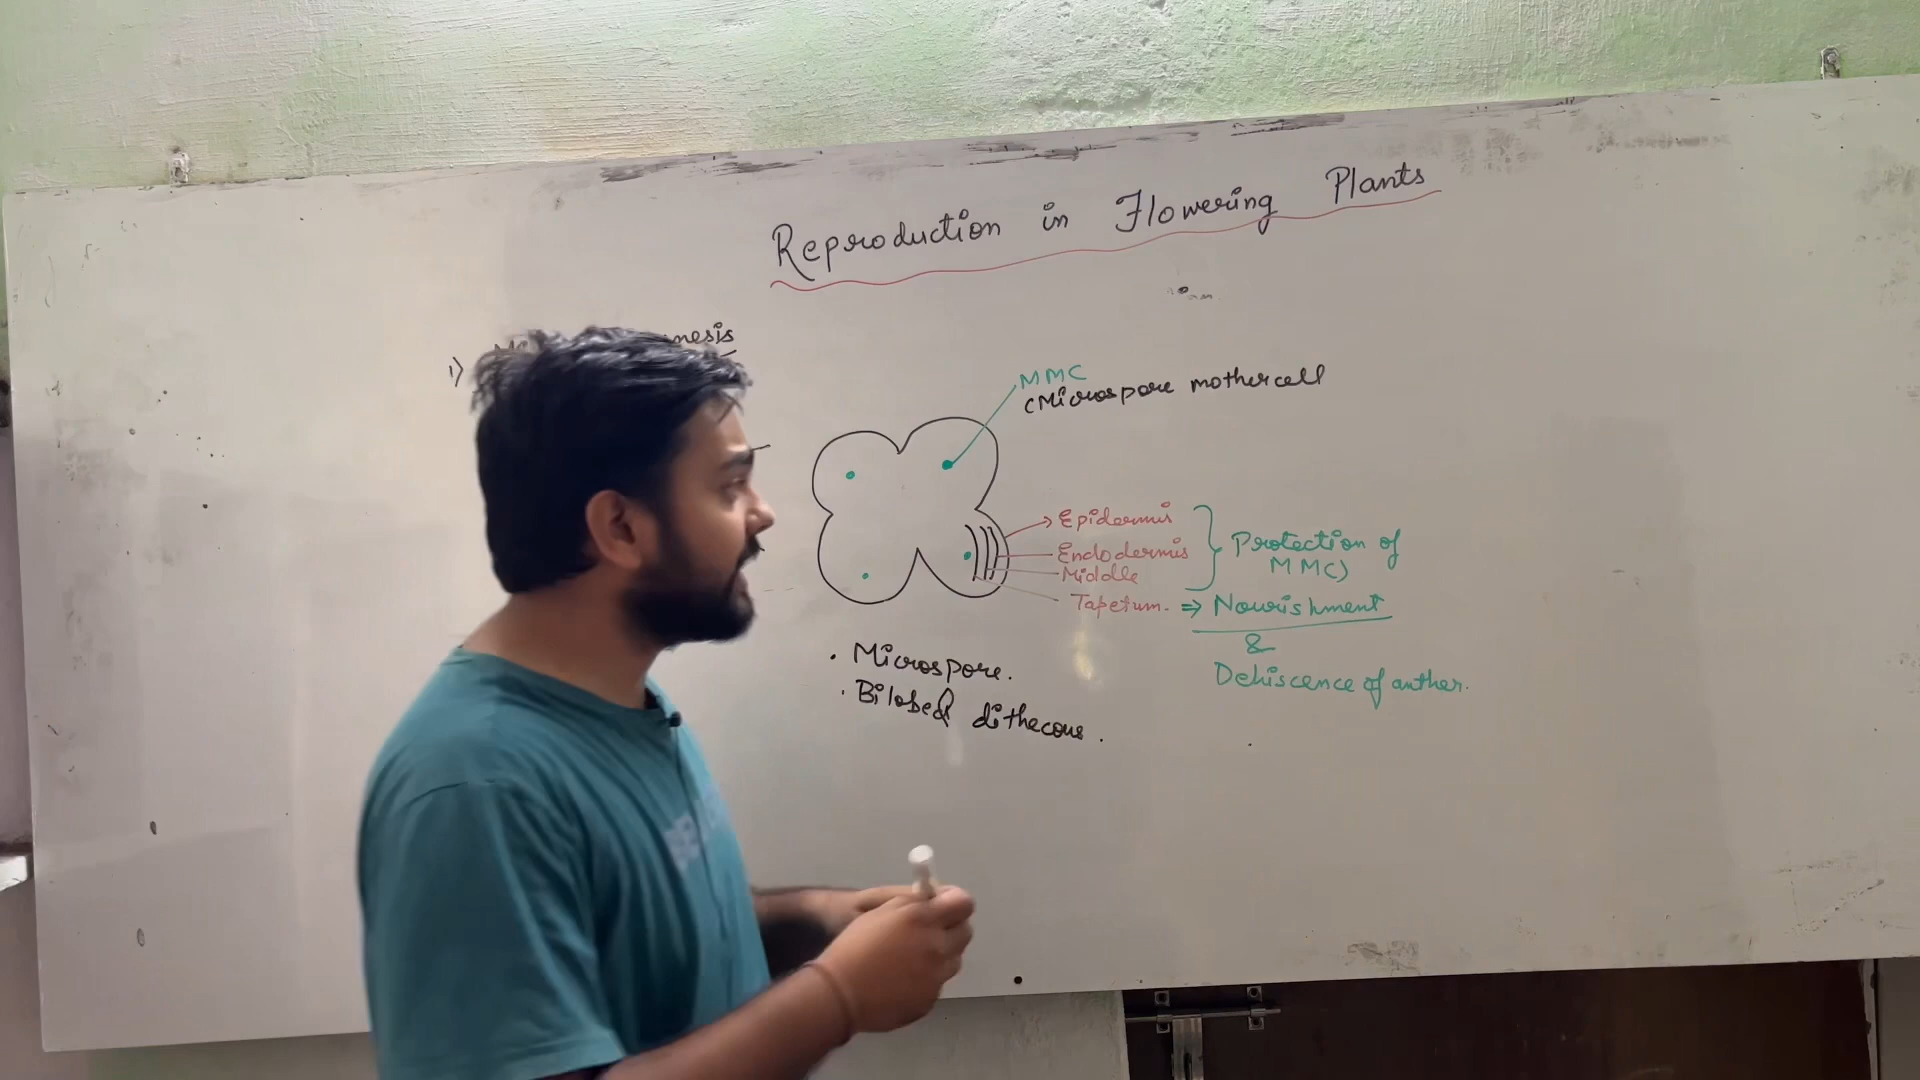 Reproduction in Flowering Plants
1)
MMC
(Microspore mothercell
Epidermis
Endodermis
Middle
Tapetum. ⇒ Nourishment
Protection of
MMC)
&
Dehiscence of anther.
. Microspore.
. Bilobed dithecous.